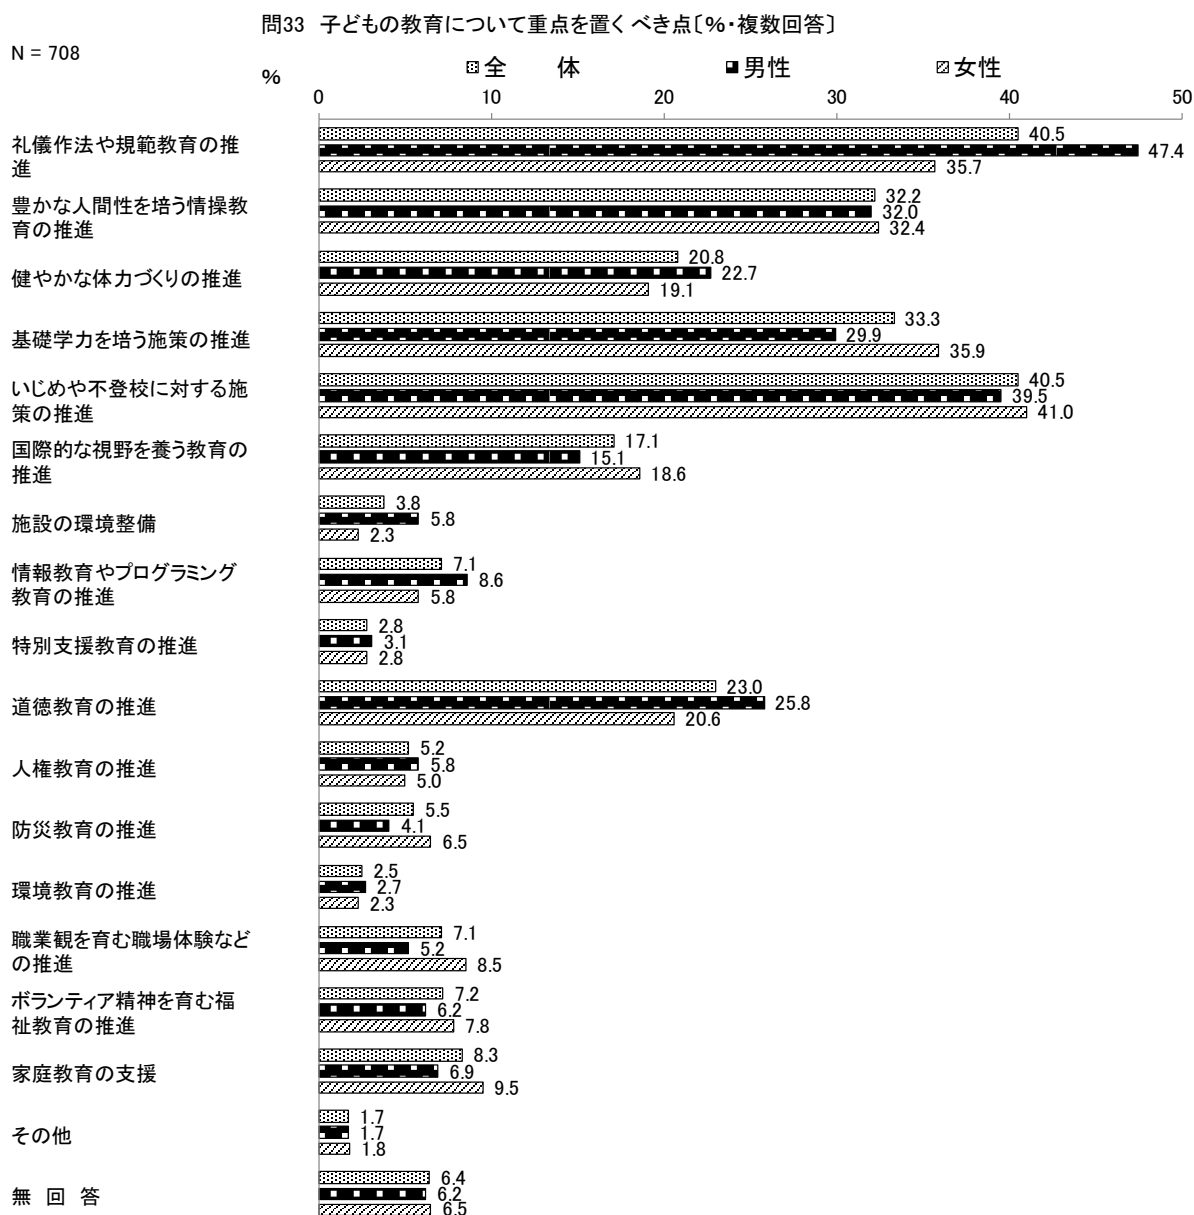 問33 子どもの教育について重点を置くべき点〔%・複数回答〕
N = 708
全 体 男性 女性
%
0 10 20 30 40 50
礼儀作法や規範教育の推
進
40.5
47.4
35.7
豊かな人間性を培う情操教
育の推進
32.2
32.0
32.4
健やかな体力づくりの推進
20.8
22.7
19.1
基礎学力を培う施策の推進
33.3
29.9
35.9
いじめや不登校に対する施
策の推進
40.5
39.5
41.0
国際的な視野を養う教育の
推進
17.1
15.1
18.6
施設の環境整備
3.8
5.8
2.3
情報教育やプログラミング
教育の推進
7.1
8.6
5.8
特別支援教育の推進
2.8
3.1
2.8
道徳教育の推進
23.0
25.8
20.6
人権教育の推進
5.2
5.8
5.0
防災教育の推進
5.5
4.1
6.5
環境教育の推進
2.5
2.7
2.3
職業観を育む職場体験など
の推進
7.1
5.2
8.5
ボランティア精神を育む福
祉教育の推進
7.2
6.2
7.8
家庭教育の支援
8.3
6.9
9.5
その他
1.7
1.7
1.8
無 回 答
6.4
6.2
6.5